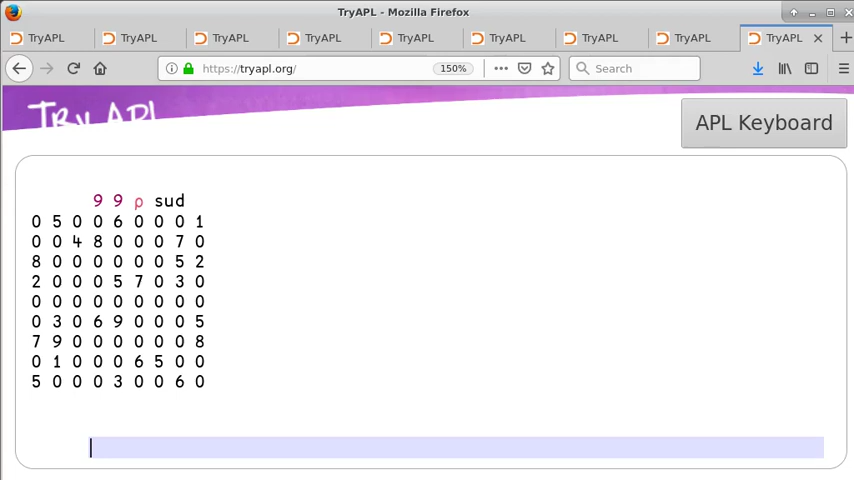 TryAPL - Mozilla Firefox
TryAPL TryAPL TryAPL TryAPL TryAPL TryAPL TryAPL TryAPL TryAPL
https://tryapl.org/ 150% Search
TRY APL
APL Keyboard
9 9 ⍴ sud
0 5 0 0 6 0 0 0 1
0 0 4 8 0 0 0 7 0
8 0 0 0 0 0 0 5 2
2 0 0 0 5 7 0 3 0
0 0 0 0 0 0 0 0 0
0 3 0 6 9 0 0 0 5
7 9 0 0 0 0 0 0 8
0 1 0 0 0 6 5 0 0
5 0 0 0 3 0 0 6 0